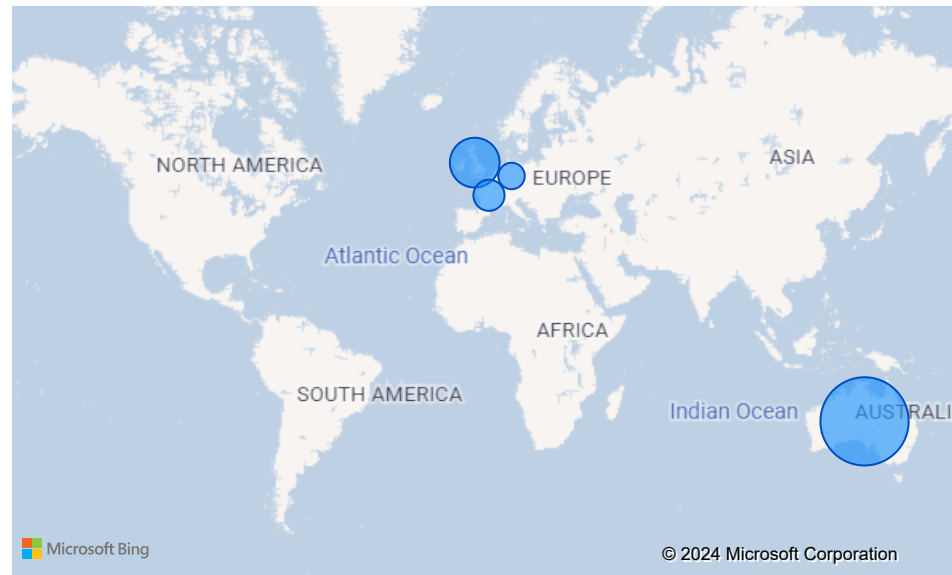 NORTH AMERICA
ASIA
EUROPE
Atlantic Ocean
AFRICA
SOUTH AMERICA
Indian Ocean
AUSTRALI
Microsoft Bing
© 2024 Microsoft Corporation